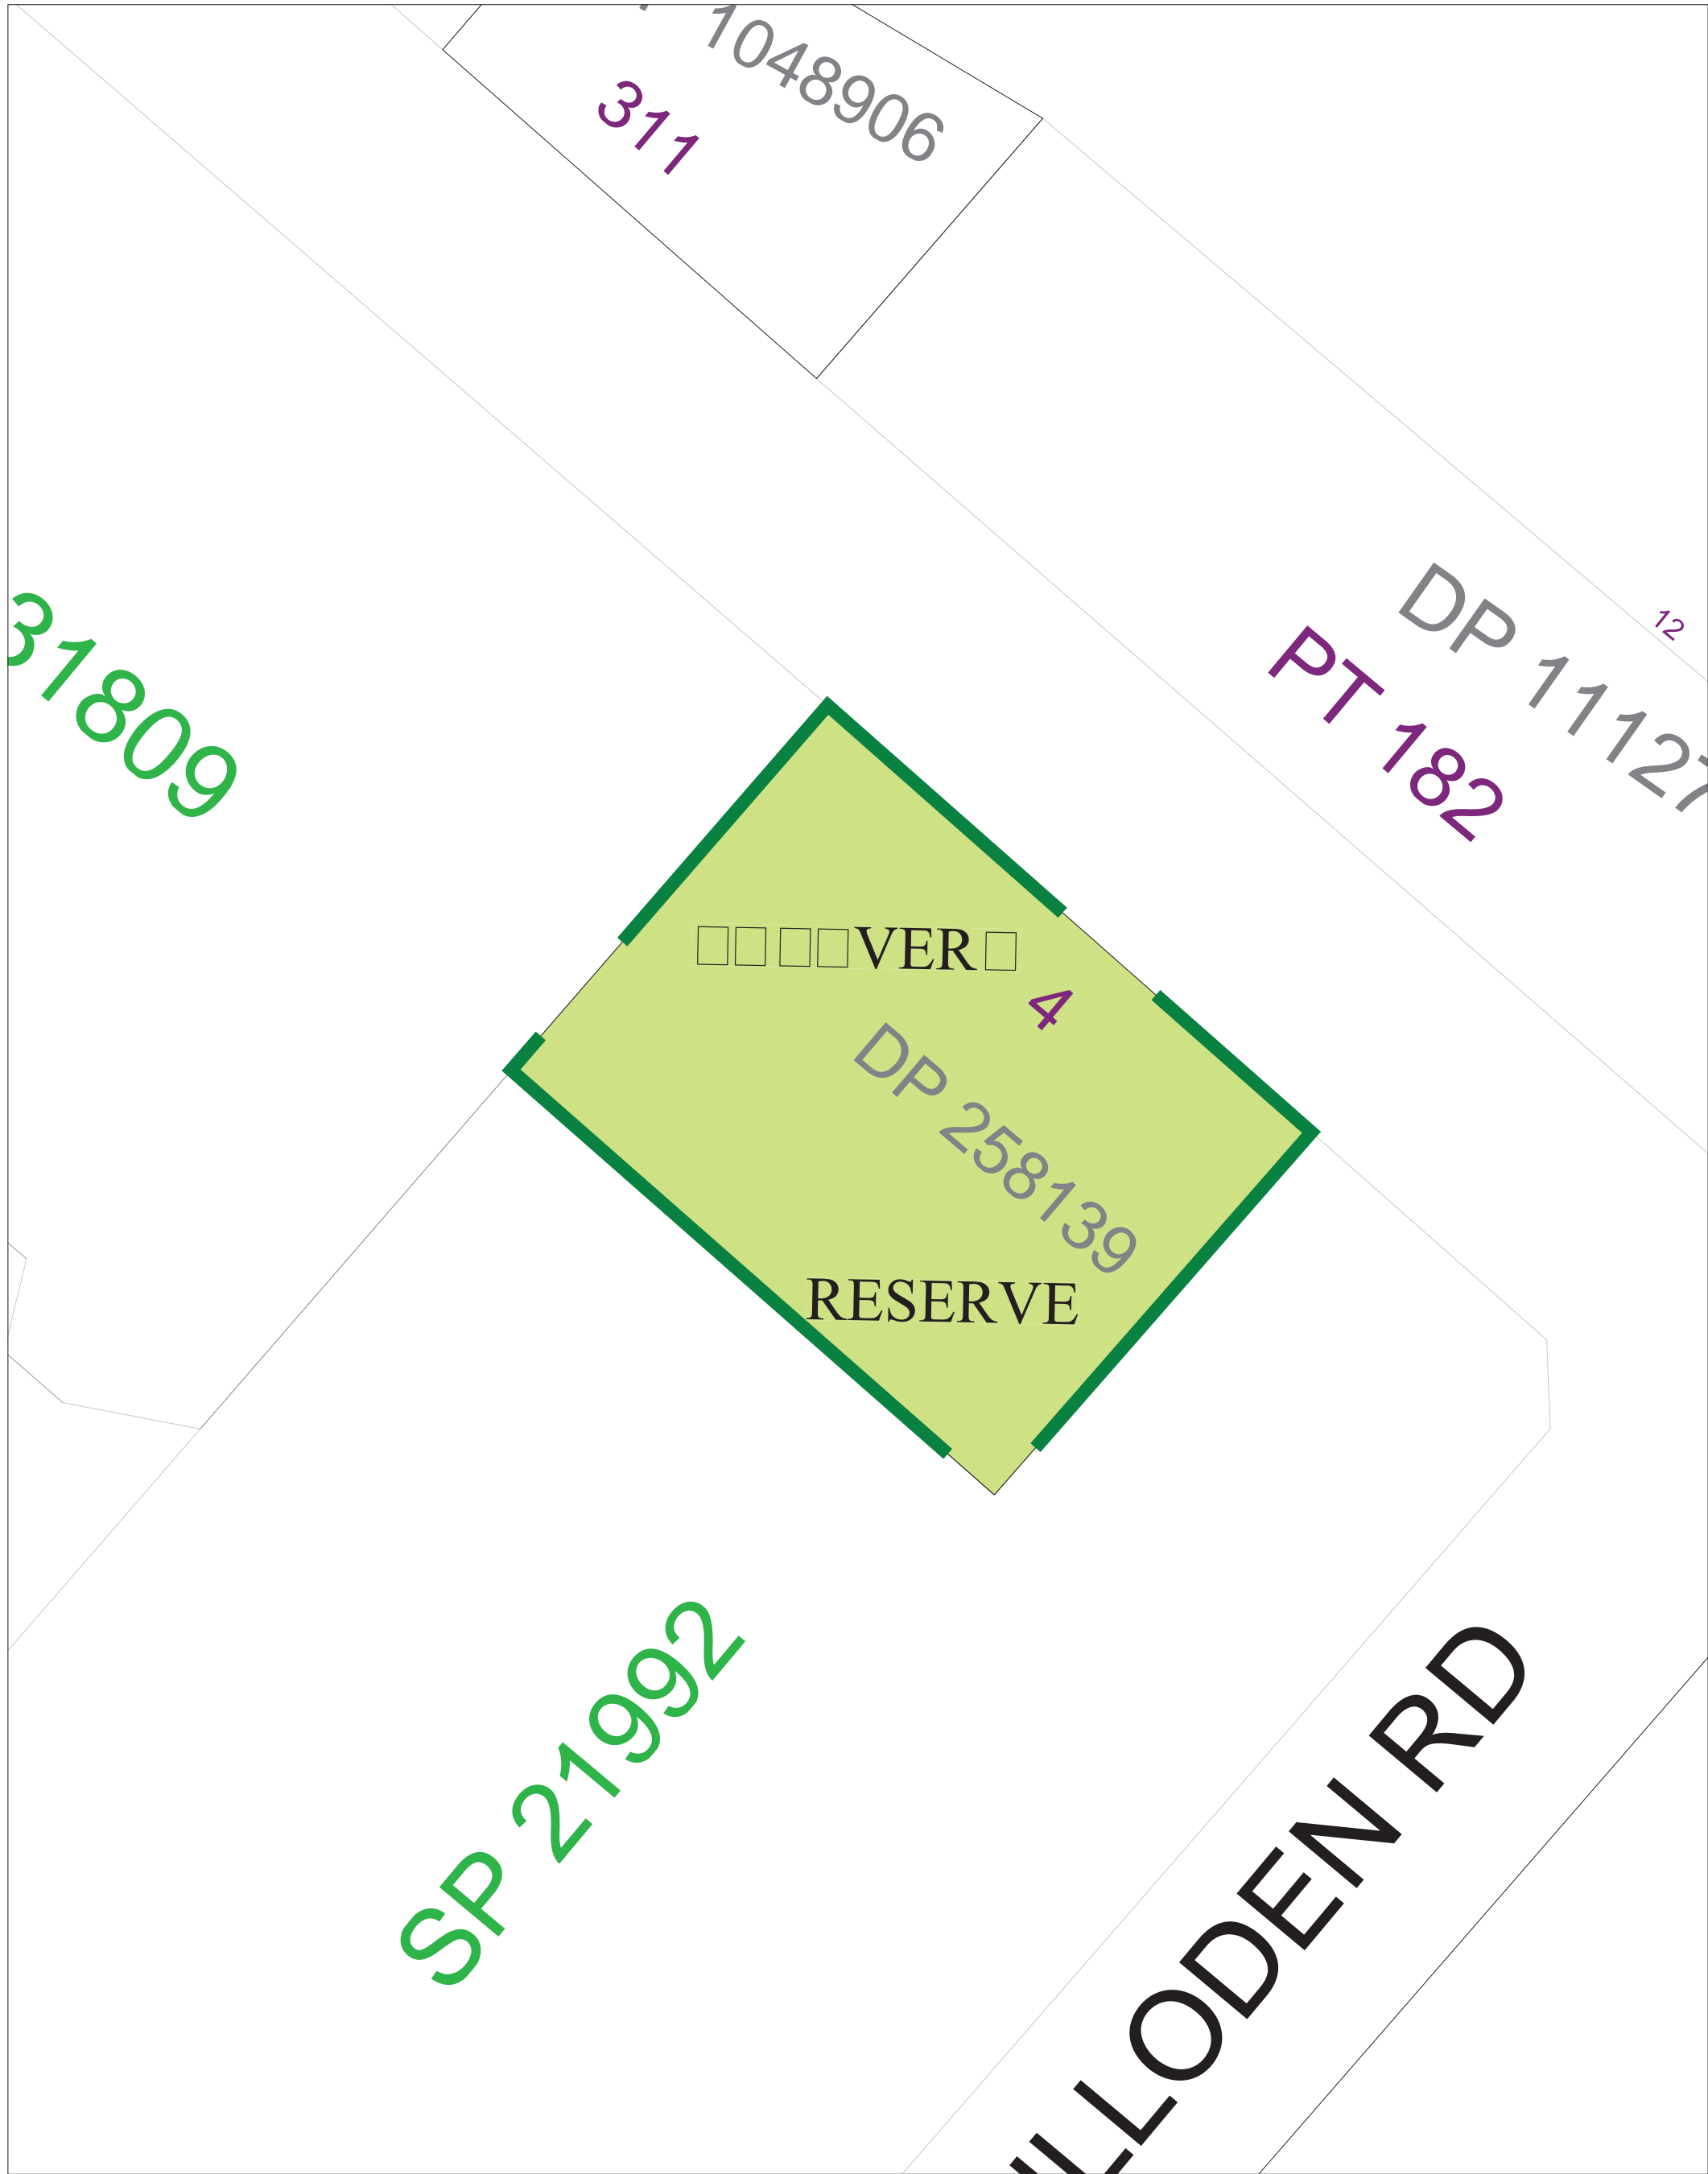 1048906
311
DP 1112
12
PT 182
31809
□□ □□VER□
4
DP 258139
RESERVE
SP 21992
LLODEN RD